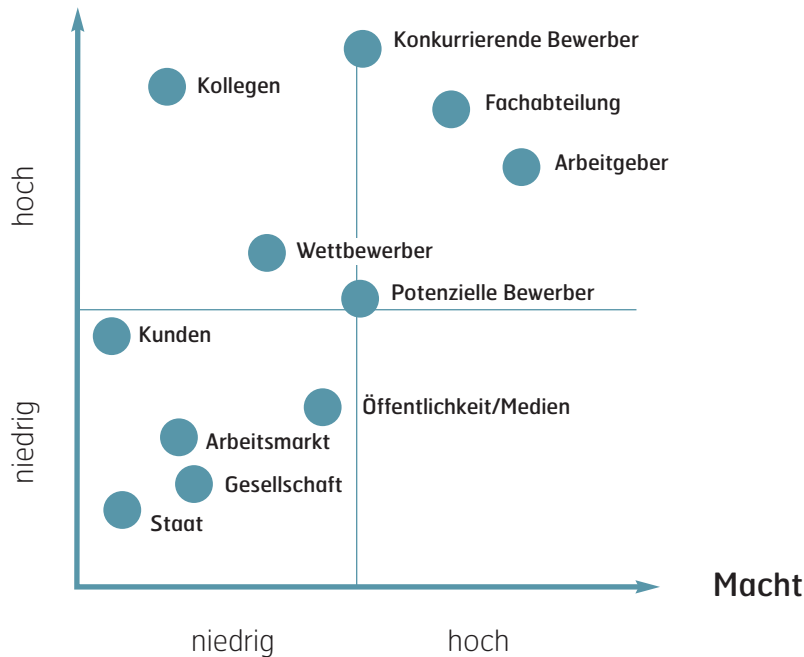 Konkurrierende Bewerber
Kollegen
Fachabteilung
Arbeitgeber
hoch
Wettbewerber
Potenzielle Bewerber
Kunden
Öffentlichkeit/Medien
niedrig
Arbeitsmarkt
Gesellschaft
Staat
Macht
niedrig
hoch